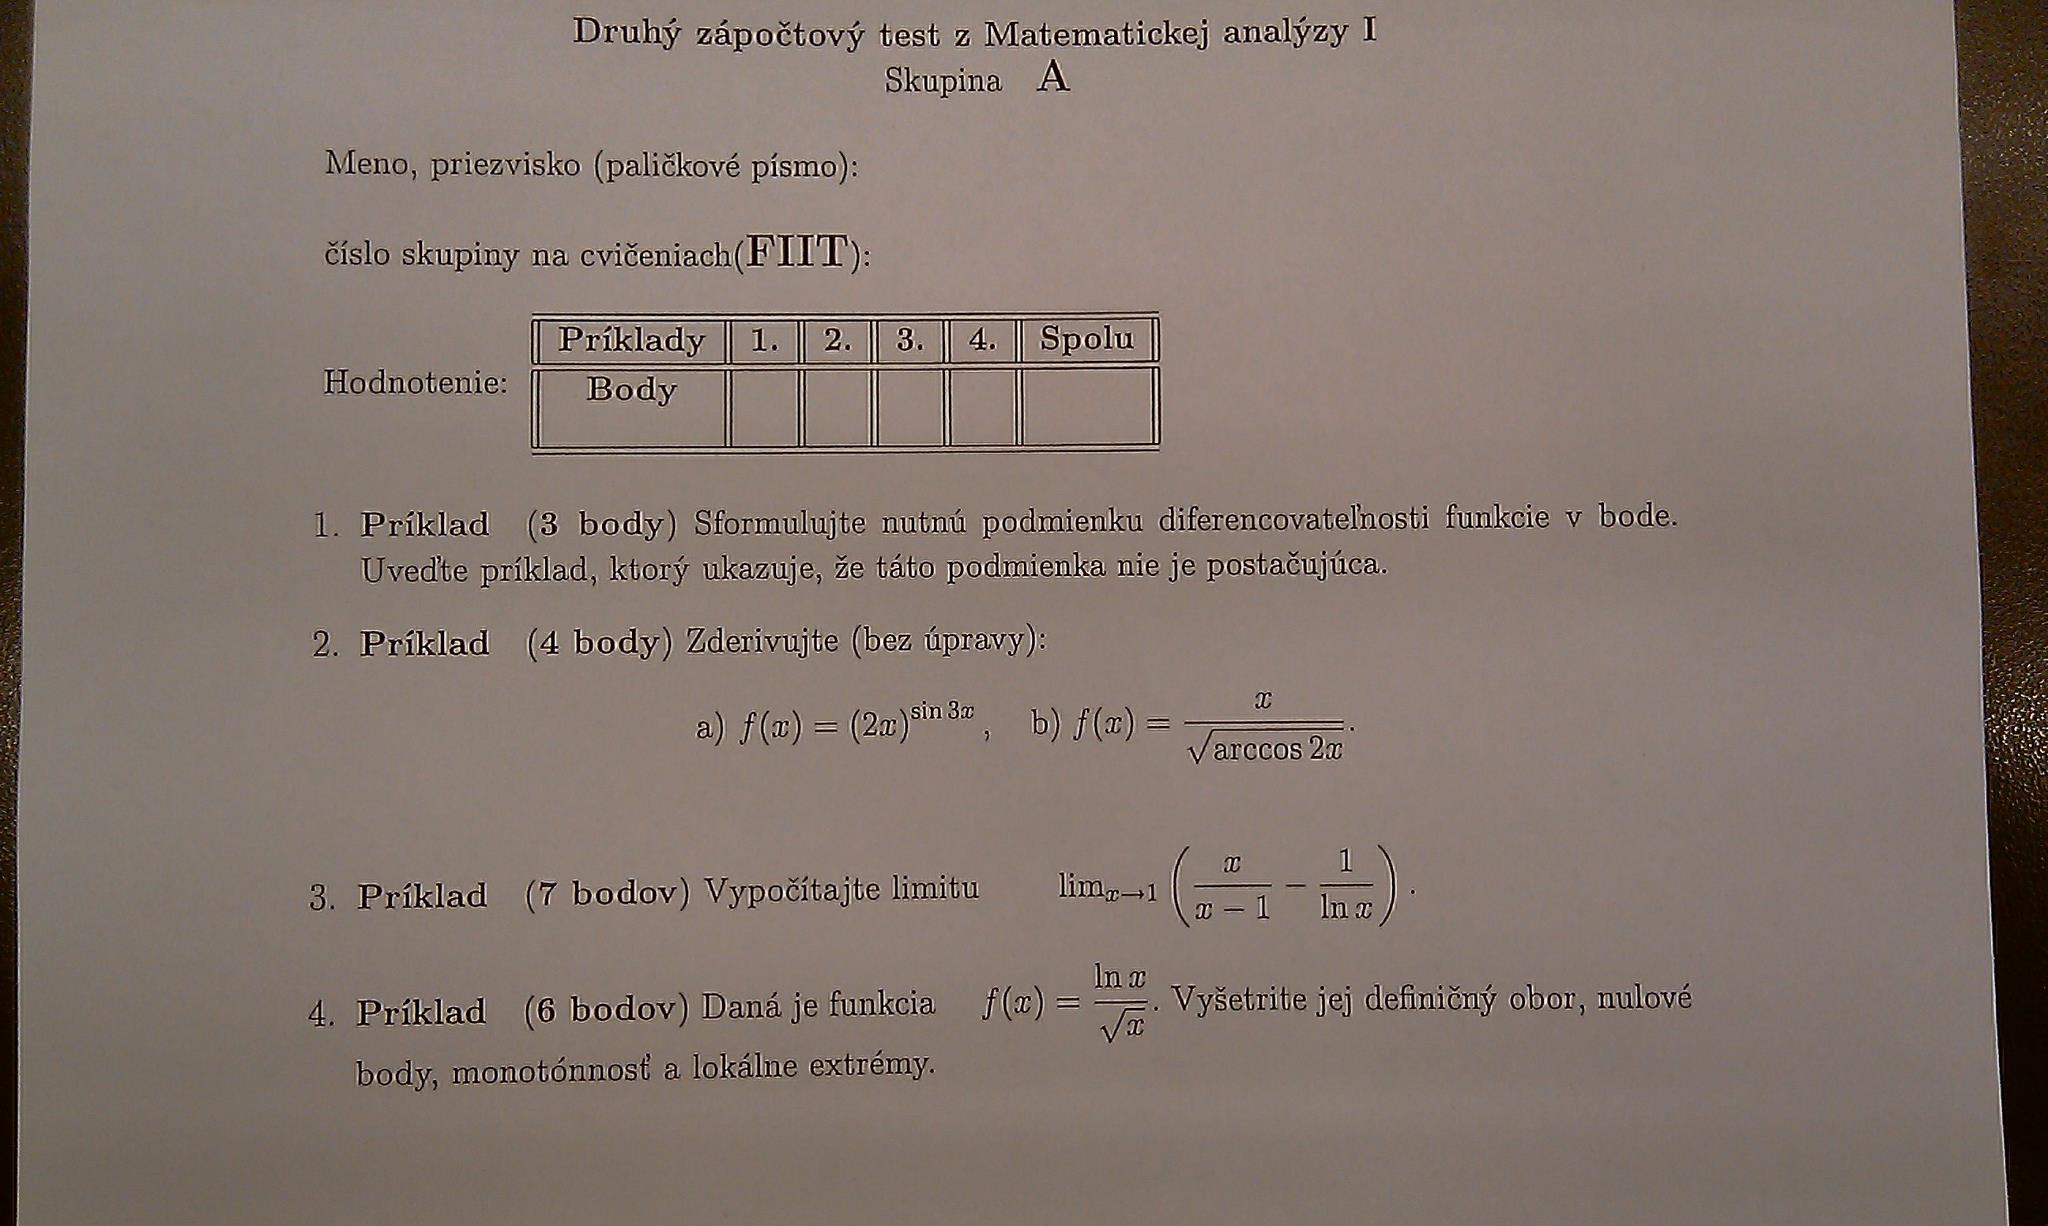 Druhý zápočtový test z Matematickej analýzy I
Skupina A
Meno, priezvisko (paličkové písmo):
číslo skupiny na cvičeniach(FIIT):
Hodnotenie:
Príklady 1. 2. 3. 4. Spolu
Body
1. Príklad (3 body) Sformulujte nutnú podmienku diferencovateľnosti funkcie v bode.
Uveďte príklad, ktorý ukazuje, že táto podmienka nie je postačujúca.
2. Príklad (4 body) Zderivujte (bez úpravy):
a) $f(x) = (2x)^{\sin 3x}$, b) $f(x) = \frac{x}{\sqrt{\arccos 2x}}$.
3. Príklad (7 bodov) Vypočítajte limitu $\lim_{x \to 1} \left( \frac{x}{x-1} - \frac{1}{\ln x} \right)$.
4. Príklad (6 bodov) Daná je funkcia $f(x) = \frac{\ln x}{\sqrt{x}}$. Vyšetrite jej definičný obor, nulové
body, monotónnosť a lokálne extrémy.